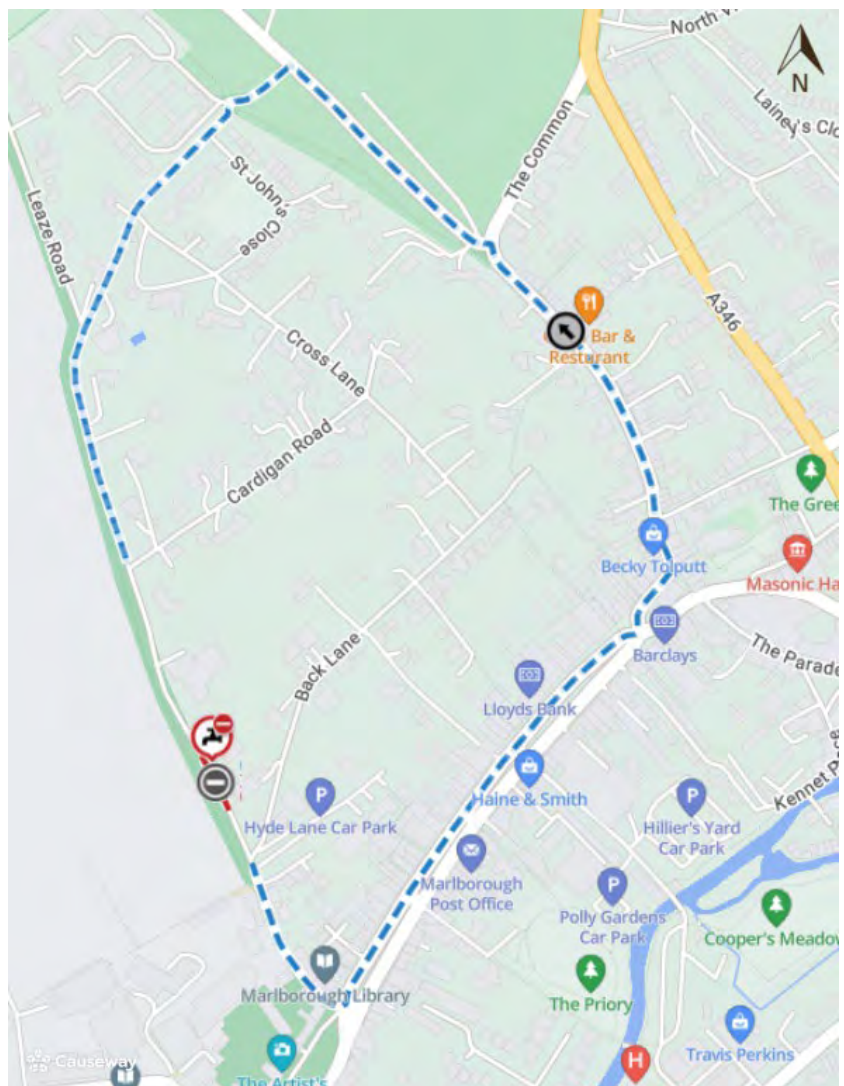 North V
N
Lainey's Clo
The Common
St John's
Close
Leaze Road
A346
Bar &
Resturant
Cross Lane
Cardigan Road
The Gree
Becky Tolputt
Masonic Ha
Barclays
The Parade
Back Lane
Lloyds Bank
Kennet Place
Haine & Smith
P
Hyde Lane Car Park
P
Hillier's Yard
Car Park
Marlborough
Post Office
P
Polly Gardens
Car Park
Cooper's Meadow
Marlborough Library
The Priory
Travis Perkins
H
Causeway
The Artist's